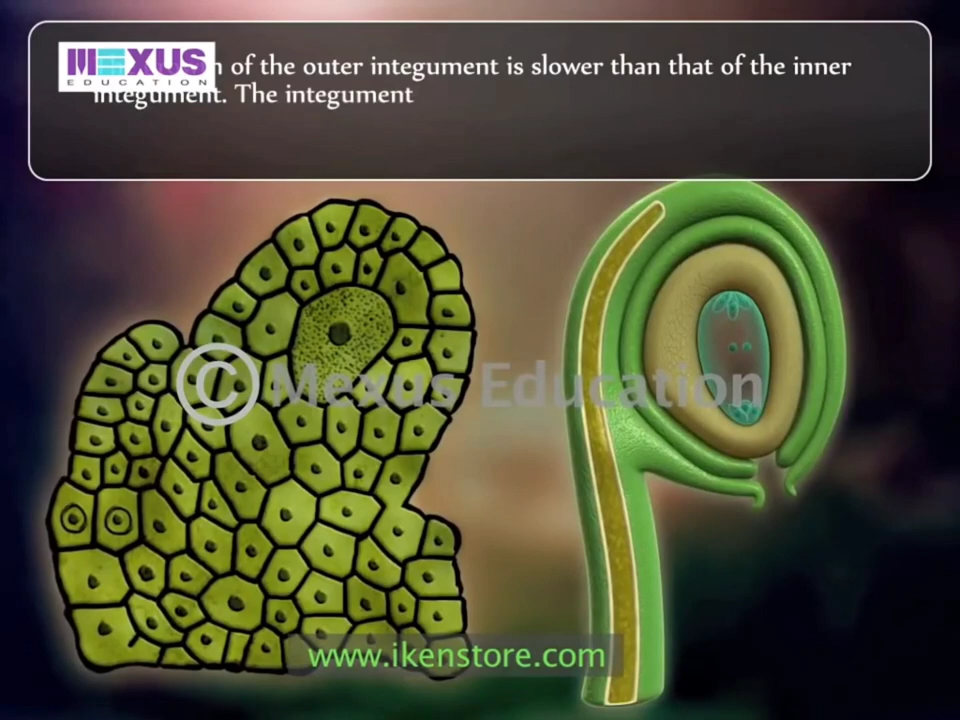 MEXUS
EDUCATION
of the outer integument is slower than that of the inner
integument. The integument
© Mexus Education
www.ikenstore.com